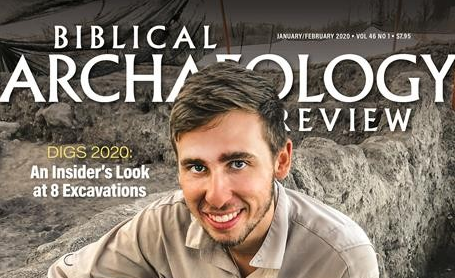 JANUARY/FEBRUARY 2020 • VOL 46 NO 1 • $7.95
BIBLICAL
ARCHAEOLOGY
REVIEW
DIGS 2020:
An Insider's Look
at 8 Excavations